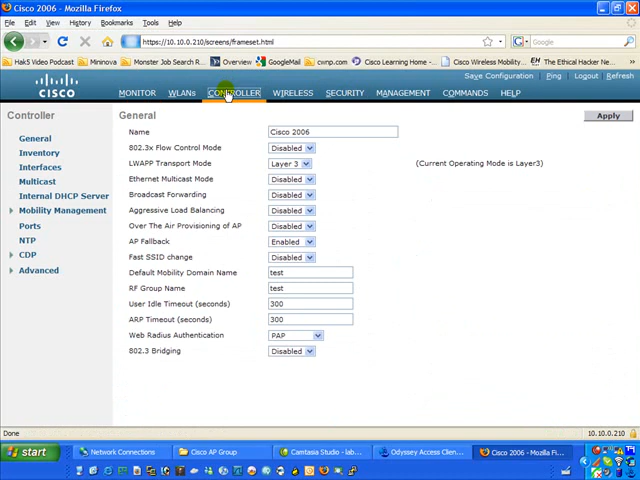 Cisco 2006 - Mozilla Firefox
File Edit View History Bookmarks Tools Help
https://10.10.0.210/screens/frameset.html
Google
Hak5 Video Podcast Mininova Monster Job Search R... Overview GoogleMail cwnp.com Cisco Wireless Mobility... The Ethical Hacker Ne...
Save Configuration Ping Logout Refresh
CISCO
MONITOR WLANs CONTROLLER WIRELESS SECURITY MANAGEMENT COMMANDS HELP
Controller
General
Inventory
Interfaces
Multicast
Internal DHCP Server
Mobility Management
Ports
NTP
CDP
Advanced
General
Apply
Name Cisco 2006
802.3x Flow Control Mode Disabled
LWAPP Transport Mode Layer 3 (Current Operating Mode is Layer3)
Ethernet Multicast Mode Disabled
Broadcast Forwarding Disabled
Aggressive Load Balancing Disabled
Over The Air Provisioning of AP Disabled
AP Fallback Enabled
Fast SSID change Disabled
Default Mobility Domain Name test
RF Group Name test
User Idle Timeout (seconds) 300
ARP Timeout (seconds) 300
Web Radius Authentication PAP
802.3 Bridging Disabled
Done 10.10.0.210
start Network Connections Cisco AP Group Camtasia Studio - lab... Odyssey Access Clien... Cisco 2006 - Mozilla Fi...